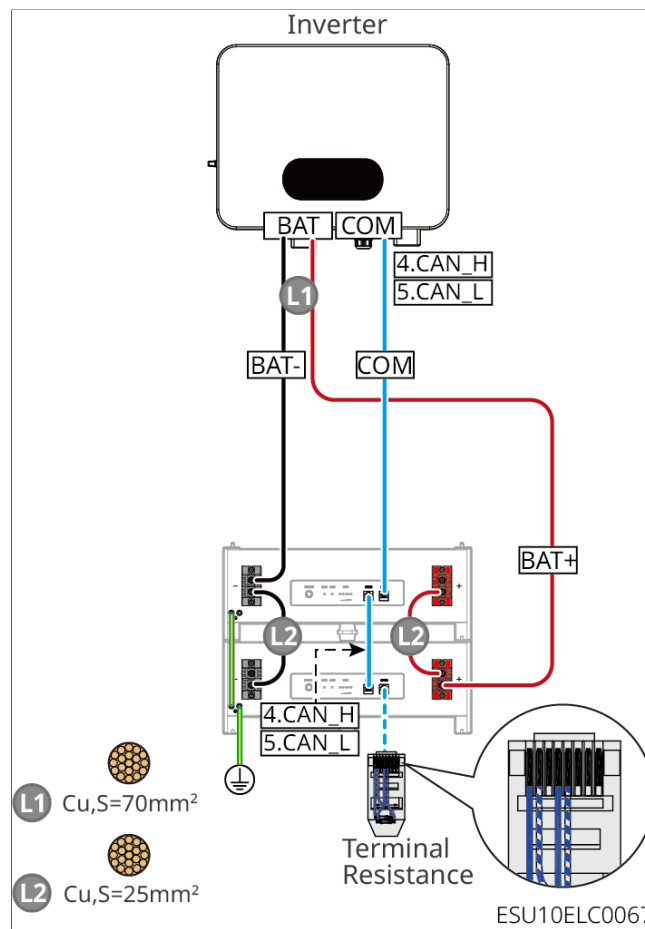 Inverter
BAT
COM
4.CAN_H
5.CAN_L
L1
BAT-
COM
BAT+
-
+
L2
L2
-
+
4.CAN_H
5.CAN_L
L1 Cu,S=70mm²
L2 Cu,S=25mm²
Terminal
Resistance
ESU10ELC0067